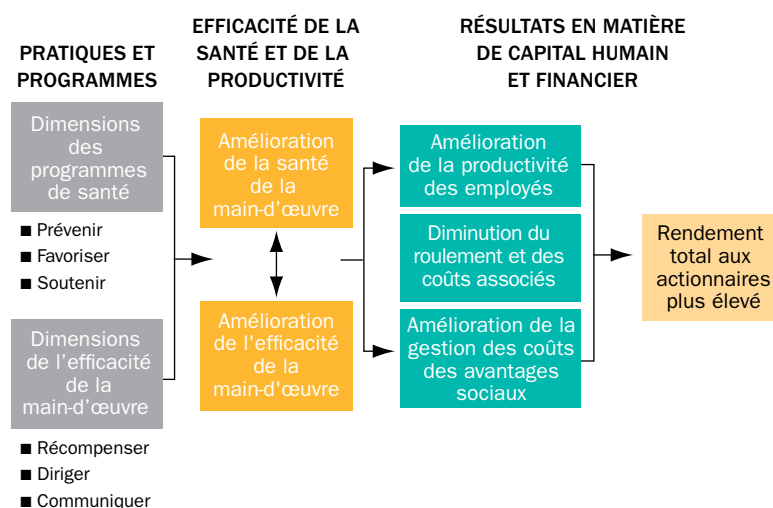 PRATIQUES ET
PROGRAMMES
EFFICACITÉ DE LA
SANTÉ ET DE LA
PRODUCTIVITÉ
RÉSULTATS EN MATIÈRE
DE CAPITAL HUMAIN
ET FINANCIER
Dimensions
des
programmes
de santé
■ Prévenir
■ Favoriser
■ Soutenir
Dimensions
de l’efficacité
de la
main-d’œuvre
■ Récompenser
■ Diriger
■ Communiquer
Amélioration
de la santé
de la
main-d’œuvre
Amélioration
de l'efficacité
de la
main-d'œuvre
Amélioration
de la productivité
des employés
Diminution du
roulement et des
coûts associés
Amélioration de la
gestion des coûts
des avantages
sociaux
Rendement
total aux
actionnaires
plus élevé